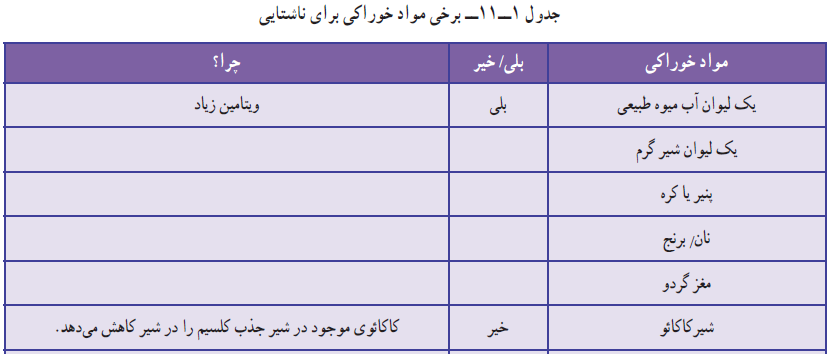 جدول ۱ــ۱۱ــ برخی مواد خوراکی برای ناشتایی
مواد خوراکی بلی/ خیر چرا؟
یک لیوان آب میوه طبیعی بلی ویتامین زیاد
یک لیوان شیر گرم
پنیر یا کره
نان/ برنج
مغز گردو
شیرکاکائو خیر کاکائوی موجود در شیر جذب کلسیم را در شیر کاهش می‌دهد.